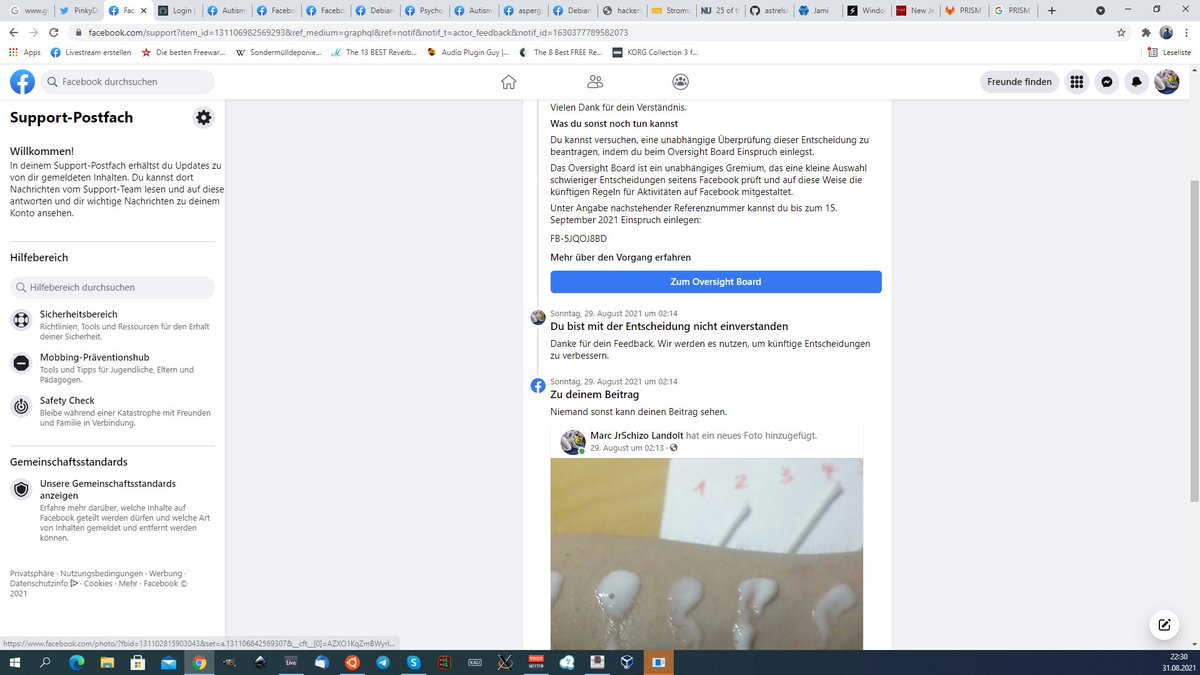 www.g
PinkyD
Fac
Login |
Autism
Facebo
Facebo
Debian
Psycho
Autism
asperg
Debian
hacker
Stroms
25 of t
astrelsk
Jami
Windo
New Je
PRISM
PRISM
facebook.com/support?item_id=131106982569293&ref_medium=graphql&ref=notif&notif_t=actor_feedback&notif_id=1630377789582073
Apps
Livestream erstellen
Die besten Freewar...
Sondermülldeponie...
The 13 BEST Reverb...
Audio Plugin Guy |...
The 8 Best FREE Re...
KORG Collection 3 f...
Leseliste
Facebook durchsuchen
Freunde finden
Support-Postfach
Willkommen!
In deinem Support-Postfach erhältst du Updates zu
von dir gemeldeten Inhalten. Du kannst dort
Nachrichten vom Support-Team lesen und auf diese
antworten und dir wichtige Nachrichten zu deinem
Konto ansehen.
Hilfebereich
Hilfebereich durchsuchen
Sicherheitsbereich
Richtlinien, Tools und Ressourcen für den Erhalt
deiner Sicherheit.
Mobbing-Präventionshub
Tools und Tipps für Jugendliche, Eltern und
Pädagogen.
Safety Check
Bleibe während einer Katastrophe mit Freunden
und Familie in Verbindung.
Gemeinschaftsstandards
Unsere Gemeinschaftsstandards
anzeigen
Erfahre mehr darüber, welche Inhalte auf
Facebook geteilt werden dürfen und welche Art
von Inhalten gemeldet und entfernt werden
können.
Privatsphäre · Nutzungsbedingungen · Werbung ·
Datenschutzinfo · Cookies · Mehr · Facebook ©
2021
Vielen Dank für dein Verständnis.
Was du sonst noch tun kannst
Du kannst versuchen, eine unabhängige Überprüfung dieser Entscheidung zu
beantragen, indem du beim Oversight Board Einspruch einlegst.
Das Oversight Board ist ein unabhängiges Gremium, das eine kleine Auswahl
schwieriger Entscheidungen seitens Facebook prüft und auf diese Weise die
künftigen Regeln für Aktivitäten auf Facebook mitgestaltet.
Unter Angabe nachstehender Referenznummer kannst du bis zum 15.
September 2021 Einspruch einlegen:
FB-5JQOJ8BD
Mehr über den Vorgang erfahren
Zum Oversight Board
Sonntag, 29. August 2021 um 02:14
Du bist mit der Entscheidung nicht einverstanden
Danke für dein Feedback. Wir werden es nutzen, um künftige Entscheidungen
zu verbessern.
Sonntag, 29. August 2021 um 02:14
Zu deinem Beitrag
Niemand sonst kann deinen Beitrag sehen.
Marc JrSchizo Landolt hat ein neues Foto hinzugefügt.
29. August um 02:13 ·
1 2 3 4
22:30
31.08.2021